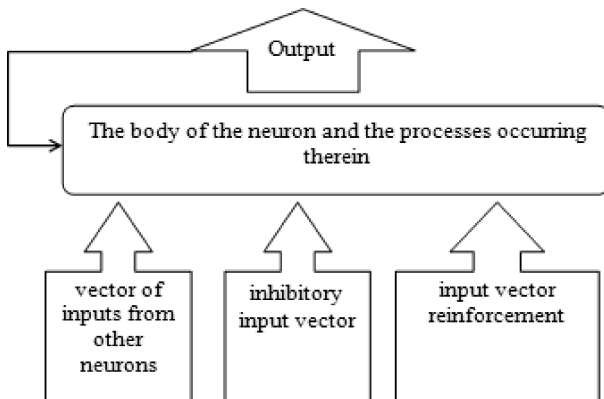 Output
The body of the neuron and the processes occurring
therein
vector of
inputs from
other
neurons
inhibitory
input vector
input vector
reinforcement